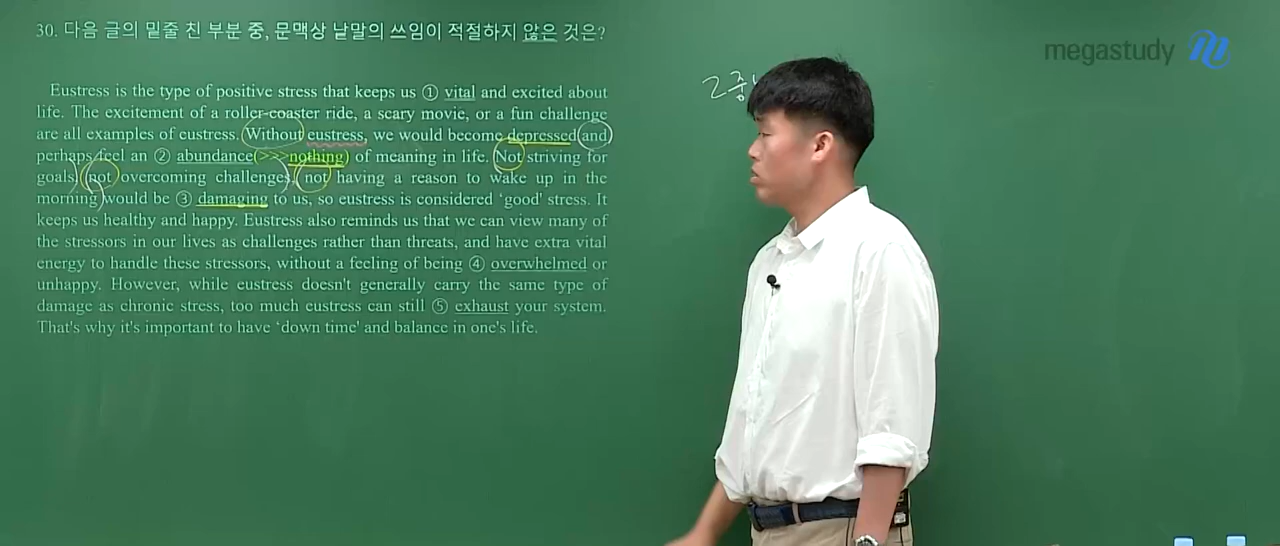 30. 다음 글의 밑줄 친 부분 중, 문맥상 낱말의 쓰임이 적절하지 않은 것은?
megastudy
2중
Eustress is the type of positive stress that keeps us ① vital and excited about
life. The excitement of a roller-coaster ride, a scary movie, or a fun challenge
are all examples of eustress. Without eustress, we would become depressed and
perhaps feel an ② abundance(>>>nothing) of meaning in life. Not striving for
goals, not overcoming challenges, not having a reason to wake up in the
morning would be ③ damaging to us, so eustress is considered ‘good' stress. It
keeps us healthy and happy. Eustress also reminds us that we can view many of
the stressors in our lives as challenges rather than threats, and have extra vital
energy to handle these stressors, without a feeling of being ④ overwhelmed or
unhappy. However, while eustress doesn't generally carry the same type of
damage as chronic stress, too much eustress can still ⑤ exhaust your system.
That's why it's important to have ‘down time' and balance in one's life.